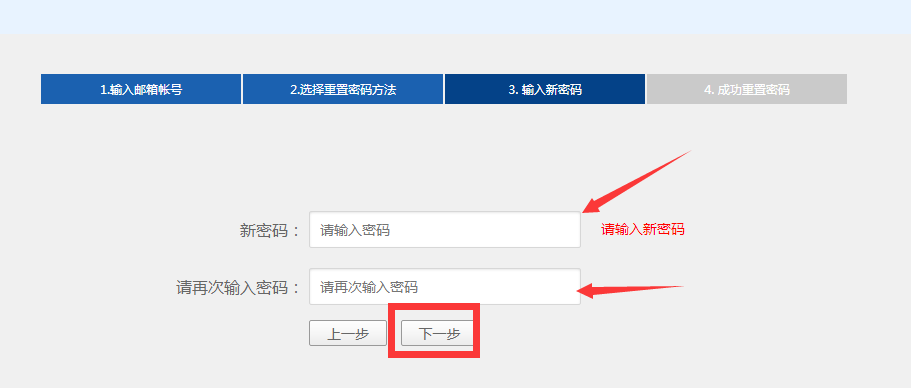 1.输入邮箱帐号 2.选择重置密码方法 3. 输入新密码 4. 成功重置密码
新密码： 请输入密码 请输入新密码
请再次输入密码： 请再次输入密码
上一步 下一步